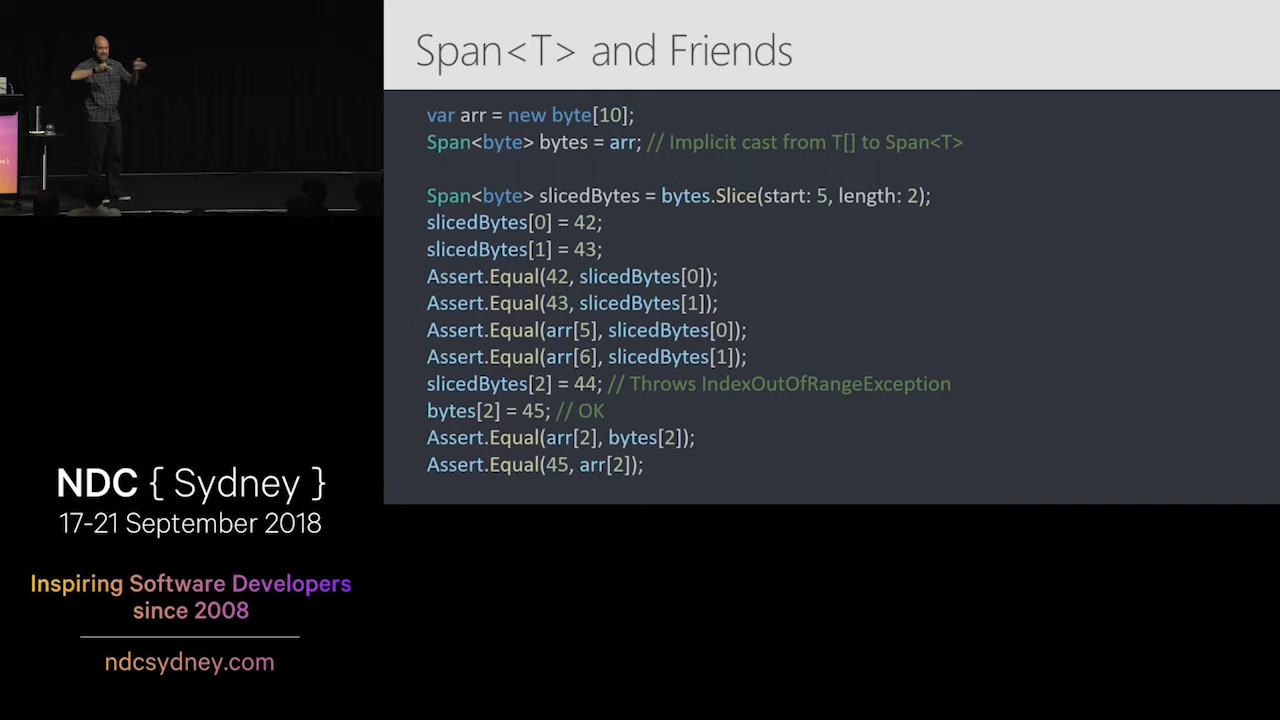 Span<T> and Friends
var arr = new byte[10];
Span<byte> bytes = arr; // Implicit cast from T[] to Span<T>
Span<byte> slicedBytes = bytes.Slice(start: 5, length: 2);
slicedBytes[0] = 42;
slicedBytes[1] = 43;
Assert.Equal(42, slicedBytes[0]);
Assert.Equal(43, slicedBytes[1]);
Assert.Equal(arr[5], slicedBytes[0]);
Assert.Equal(arr[6], slicedBytes[1]);
slicedBytes[2] = 44; // Throws IndexOutOfRangeException
bytes[2] = 45; // OK
Assert.Equal(arr[2], bytes[2]);
Assert.Equal(45, arr[2]);
NDC { Sydney }
17-21 September 2018
Inspiring Software Developers
since 2008
ndcsydney.com